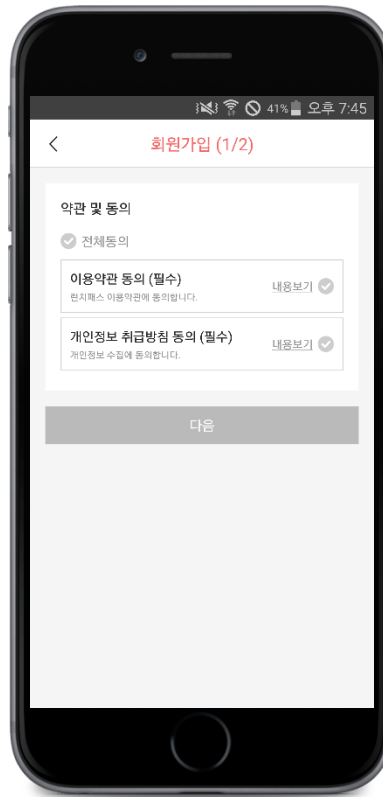 41% 오후 7:45
회원가입 (1/2)
약관 및 동의
전체동의
이용약관 동의 (필수)
내용보기
런치패스 이용약관에 동의합니다.
개인정보 취급방침 동의 (필수)
내용보기
개인정보 수집에 동의합니다.
다음